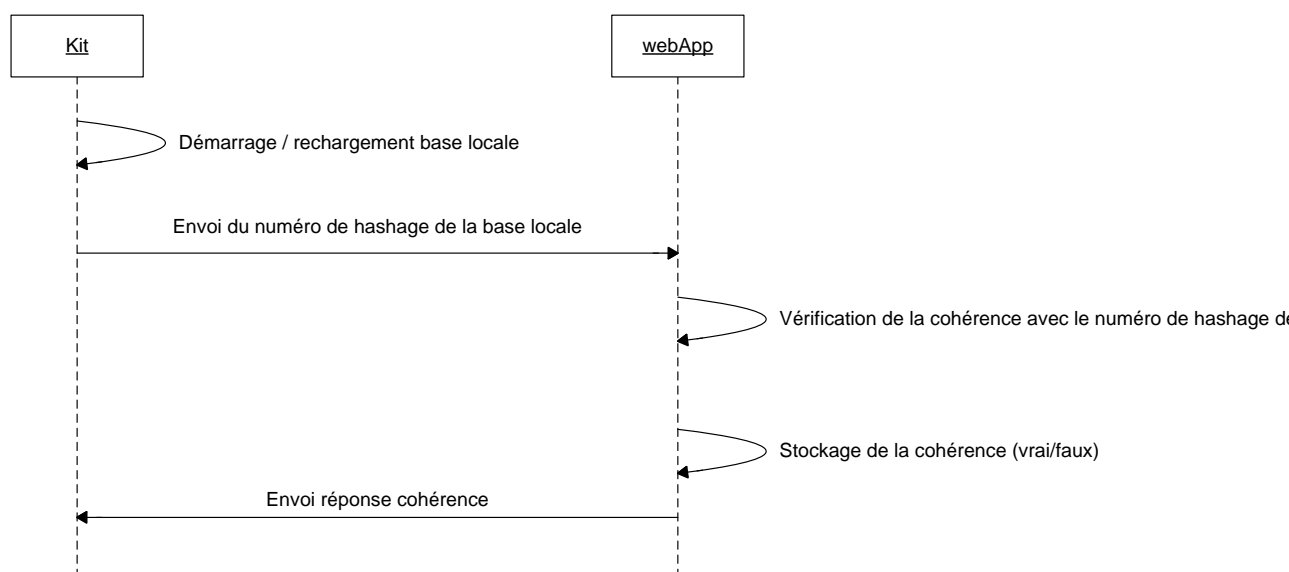 Kit
webApp
Démarrage / rechargement base locale
Envoi du numéro de hashage de la base locale
Vérification de la cohérence avec le numéro de hashage de
Stockage de la cohérence (vrai/faux)
Envoi réponse cohérence